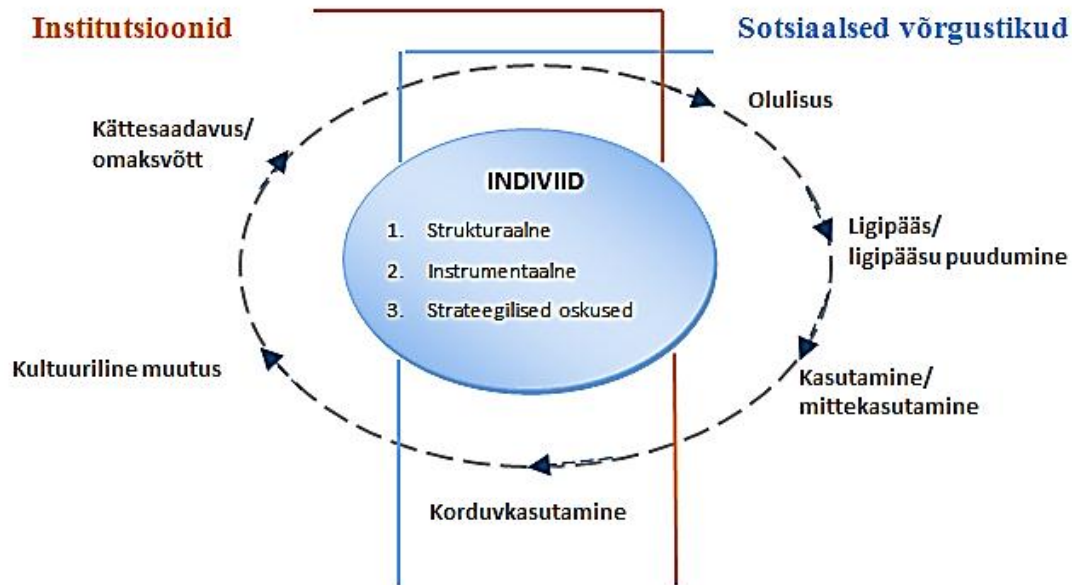 Institutsioonid
Sotsiaalsed võrgustikud
Olulisus
Kättesaadavus/
omaksvõtt
INDIVIID
1. Strukturaalne
2. Instrumentaalne
3. Strateegilised oskused
Ligipääs/
ligipääsu puudumine
Kultuuriline muutus
Kasutamine/
mittekasutamine
Korduvkasutamine